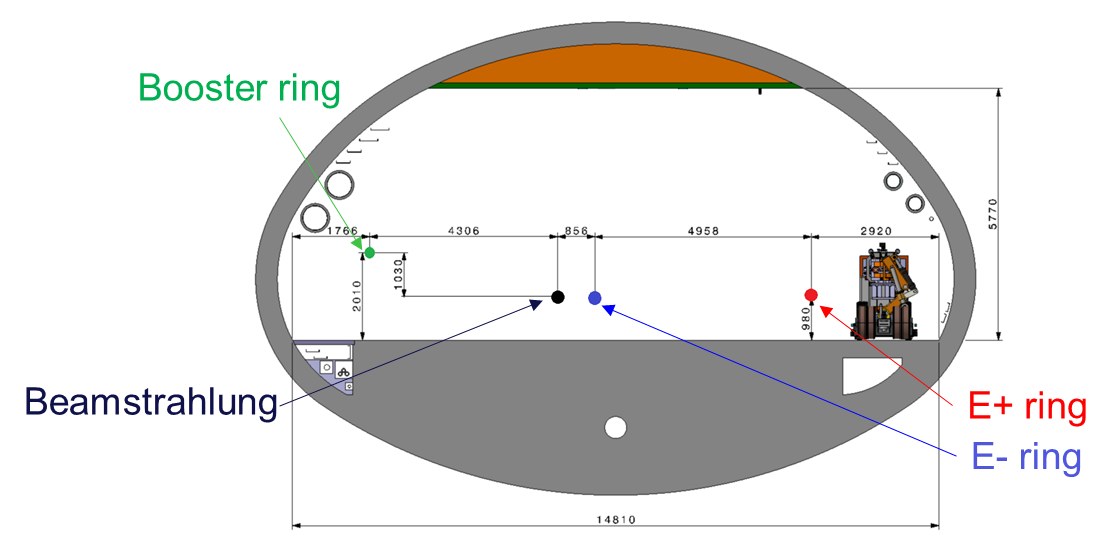 Booster ring
5770
1766
4306
856
4958
2920
1030
2010
980
Beamstrahlung
E+ ring
E- ring
14810